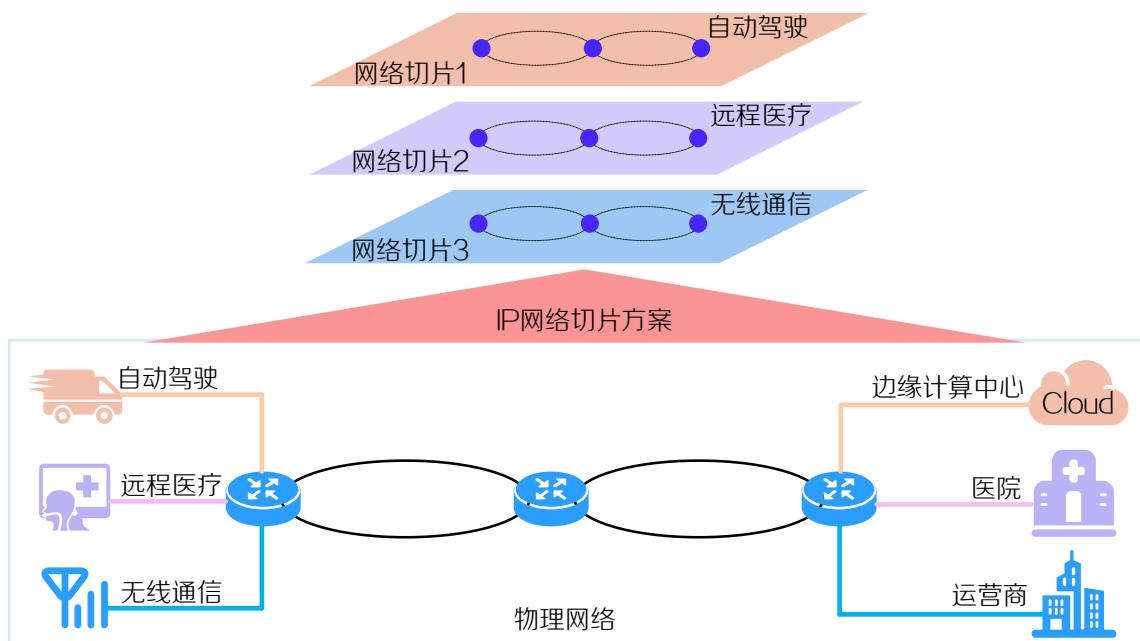 自动驾驶
网络切片1
远程医疗
网络切片2
无线通信
网络切片3
IP网络切片方案
自动驾驶
边缘计算中心
Cloud
远程医疗
医院
无线通信
运营商
物理网络